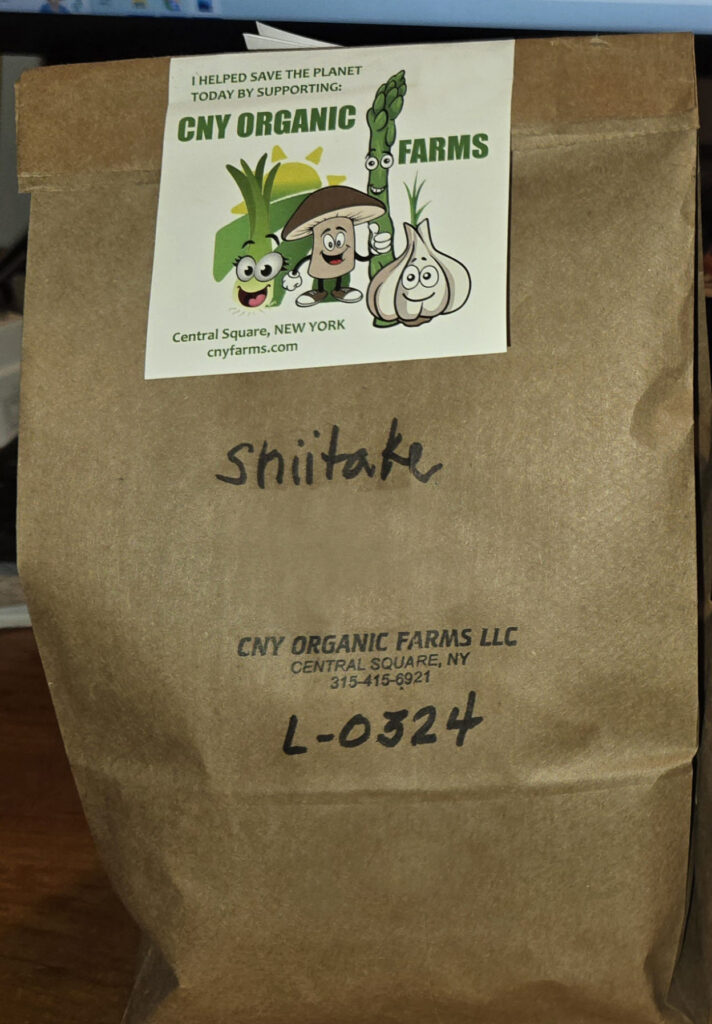 I HELPED SAVE THE PLANET
TODAY BY SUPPORTING:
CNY ORGANIC FARMS
Central Square, NEW YORK
cnyfarms.com
shiitake
CNY ORGANIC FARMS LLC
CENTRAL SQUARE, NY
315-415-6921
L-0324